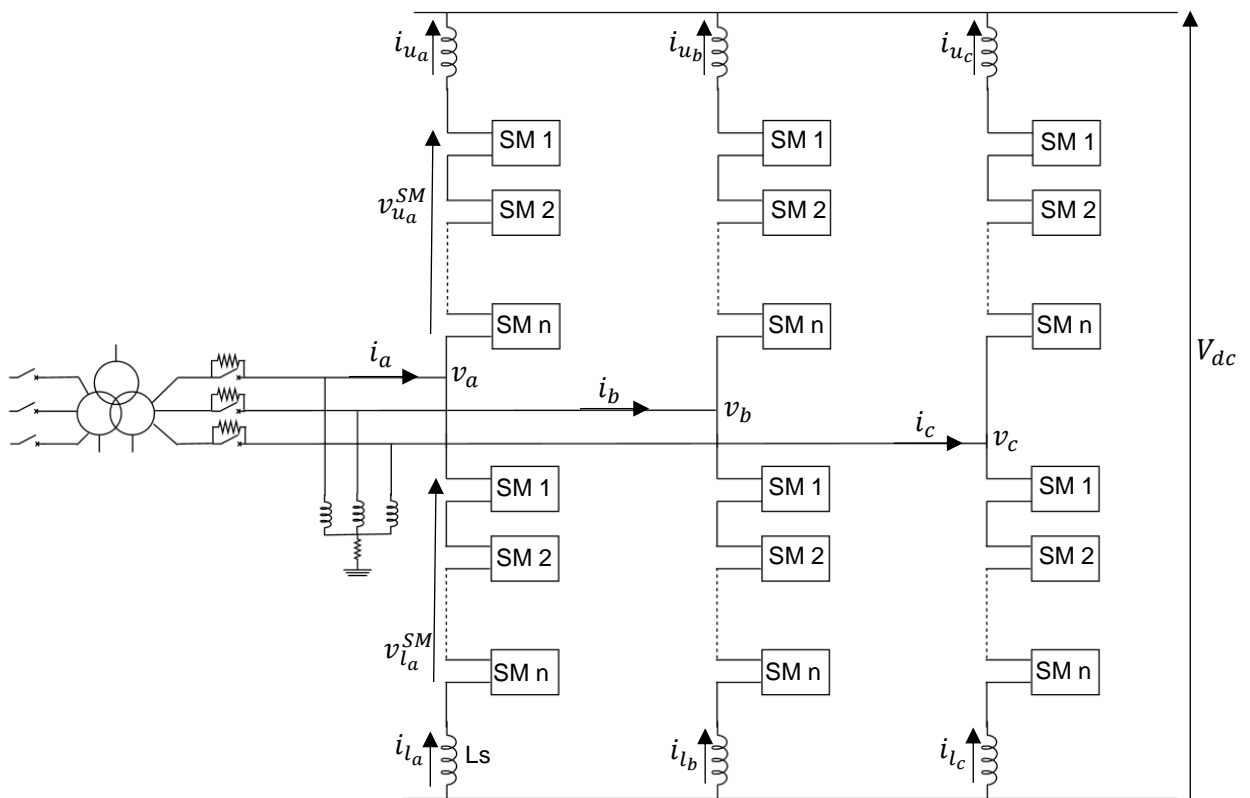 i_{u_a} i_{u_b} i_{u_c}
SM 1 SM 1 SM 1
v_{u_a}^{SM}
SM 2 SM 2 SM 2
SM n SM n SM n
V_{dc}
i_a v_a
i_b v_b
i_c v_c
SM 1 SM 1 SM 1
SM 2 SM 2 SM 2
v_{l_a}^{SM}
SM n SM n SM n
i_{l_a} Ls i_{l_b} i_{l_c}